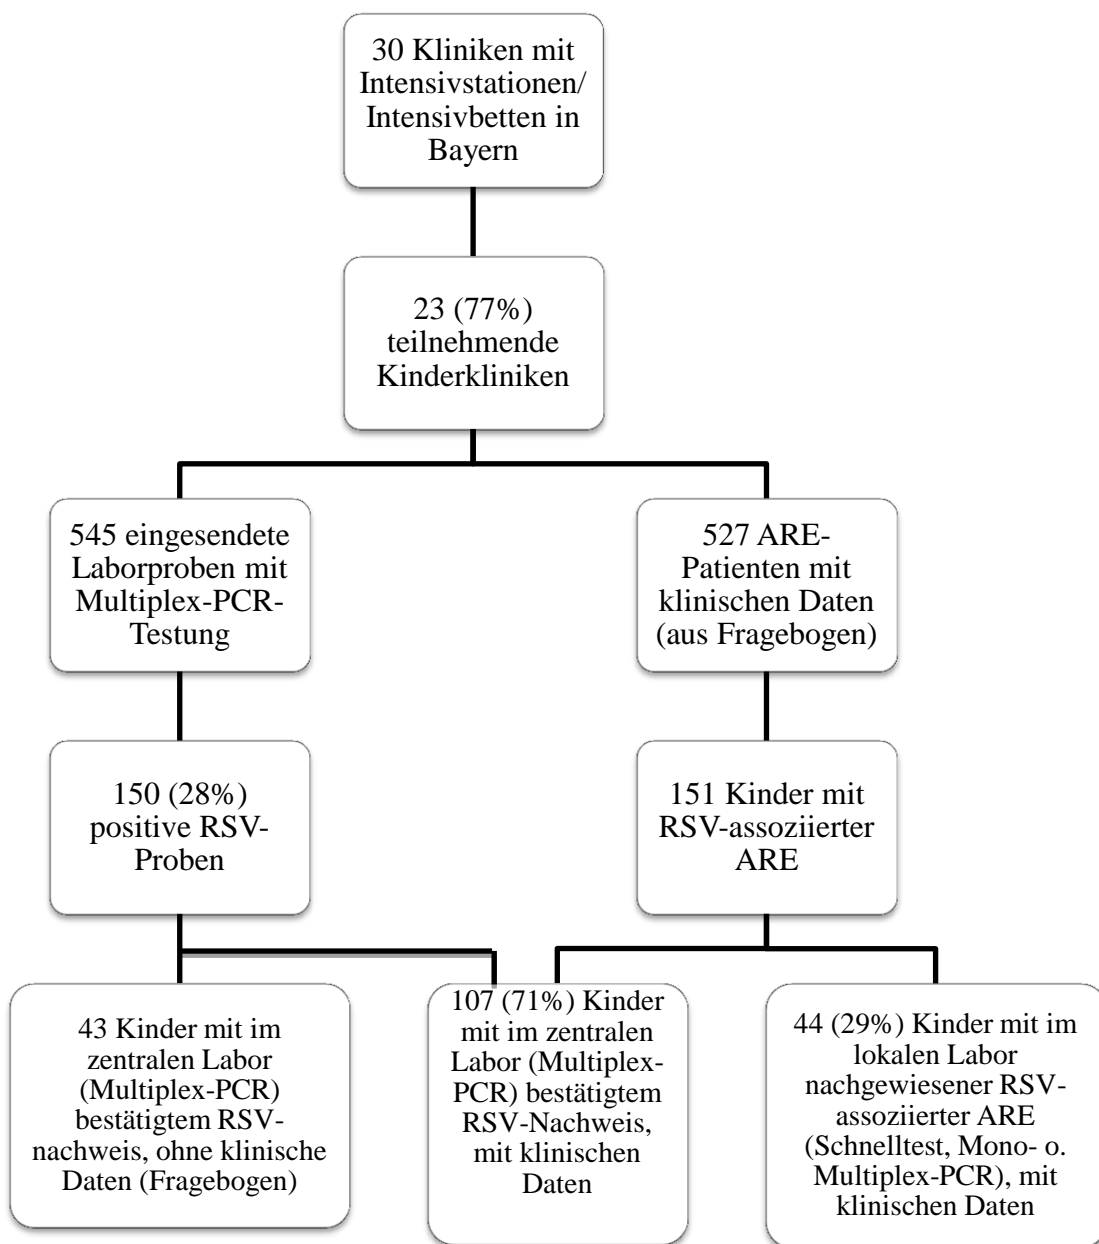 30 Kliniken mit
Intensivstationen/
Intensivbetten in
Bayern
23 (77%)
teilnehmende
Kinderkliniken
545 eingesendete
Laborproben mit
Multiplex-PCR-
Testung
527 ARE-
Patienten mit
klinischen Daten
(aus Fragebogen)
150 (28%)
positive RSV-
Proben
151 Kinder mit
RSV-assoziierter
ARE
43 Kinder mit im
zentralen Labor
(Multiplex-PCR)
bestätigtem RSV-
nachweis, ohne klinische
Daten (Fragebogen)
107 (71%) Kinder
mit im zentralen
Labor (Multiplex-
PCR) bestätigtem
RSV-Nachweis,
mit klinischen
Daten
44 (29%) Kinder mit im
lokalen Labor
nachgewiesener RSV-
assoziierter ARE
(Schnelltest, Mono- o.
Multiplex-PCR), mit
klinischen Daten